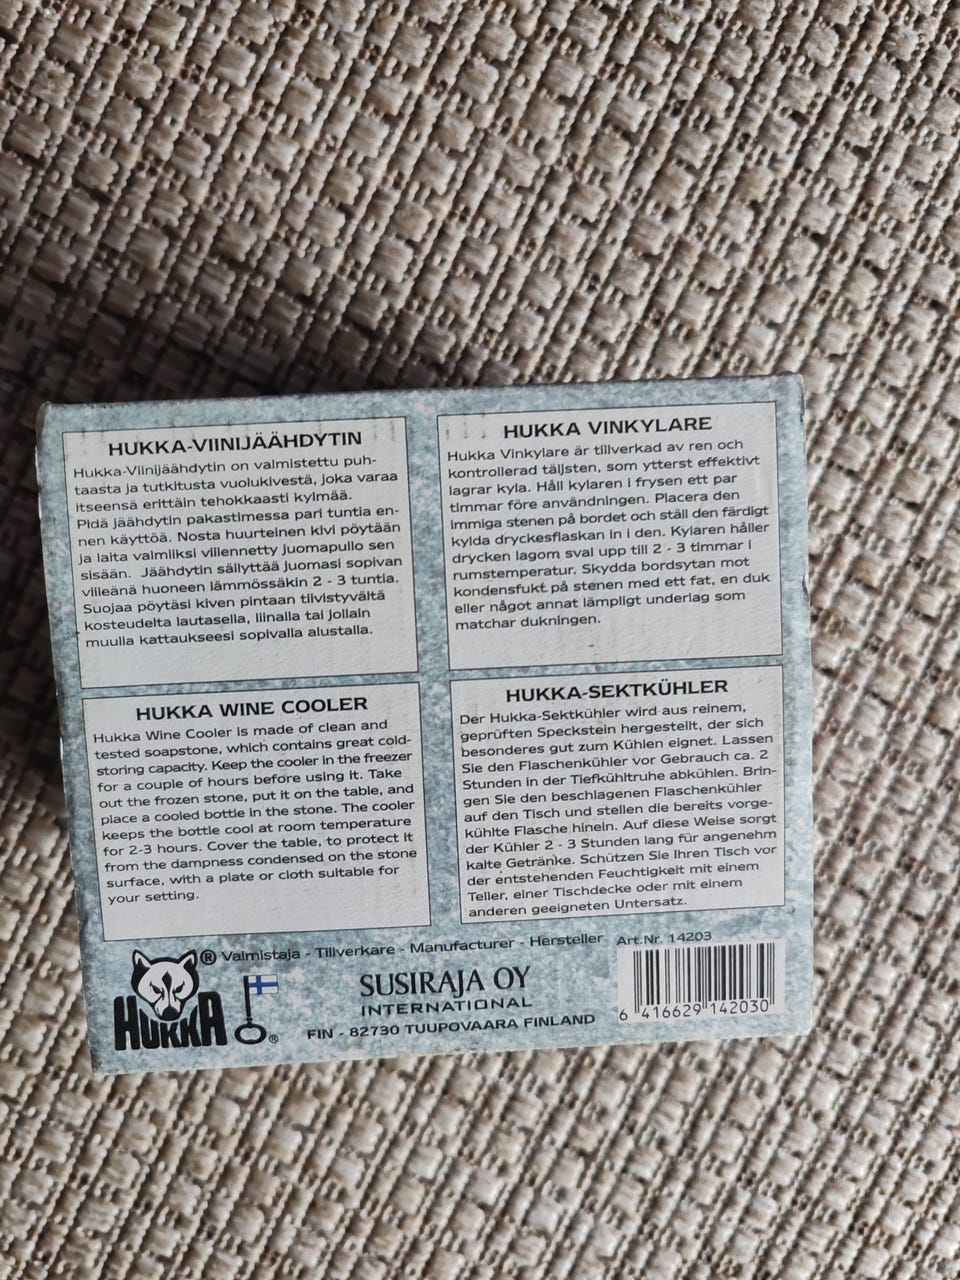 HUKKA-VIINIJÄÄHDYTIN
Hukka-Viinijäähdytin on valmistettu puh-
taasta ja tutkitusta vuolukivestä, joka varaa
itseensä erittäin tehokkaasti kylmää.
Pidä jäähdytin pakastimessa pari tuntia en-
nen käyttöä. Nosta huurteinen kivi pöytään
ja laita valmiiksi viilennetty juomapullo sen
sisään. Jäähdytin säilyttää juomasi sopivan
viileänä huoneen lämmössäkin 2 - 3 tuntia.
Suojaa pöytäsi kiven pintaan tiivistyvältä
kosteudelta lautasella, liinalla tai jollain
muulla kattaukseesi sopivalla alustalla.
HUKKA VINKYLARE
Hukka Vinkylare är tillverkad av ren och
kontrollerad täljsten, som ytterst effektivt
lagrar kyla. Håll kylaren i frysen ett par
timmar före användningen. Placera den
immiga stenen på bordet och ställ den färdigt
kylda dryckesflaskan in i den. Kylaren håller
drycken lagom sval upp till 2 - 3 timmar i
rumstemperatur. Skydda bordsytan mot
kondensfukt på stenen med ett fat, en duk
eller något annat lämpligt underlag som
matchar dukningen.
HUKKA WINE COOLER
Hukka Wine Cooler is made of clean and
tested soapstone, which contains great cold-
storing capacity. Keep the cooler in the freezer
for a couple of hours before using it. Take
out the frozen stone, put it on the table, and
place a cooled bottle in the stone. The cooler
keeps the bottle cool at room temperature
for 2-3 hours. Cover the table, to protect it
from the dampness condensed on the stone
surface, with a plate or cloth suitable for
your setting.
HUKKA-SEKTKÜHLER
Der Hukka-Sektkühler wird aus reinem,
geprüften Speckstein hergestellt, der sich
besonderes gut zum Kühlen eignet. Lassen
Sie den Flaschenkühler vor Gebrauch ca. 2
Stunden in der Tiefkühltruhe abkühlen. Brin-
gen Sie den beschlagenen Flaschenkühler
auf den Tisch und stellen die bereits vorge-
kühlte Flasche hinein. Auf diese Weise sorgt
der Kühler 2 - 3 Stunden lang für angenehm
kalte Getränke. Schützen Sie Ihren Tisch vor
der entstehenden Feuchtigkeit mit einem
Teller, einer Tischdecke oder mit einem
anderen geeigneten Untersatz.
® Valmistaja - Tillverkare - Manufacturer - Hersteller Art.Nr. 14203
HUKKA ®
SUSIRAJA OY
INTERNATIONAL
FIN - 82730 TUUPOVAARA FINLAND
6 416629 142030